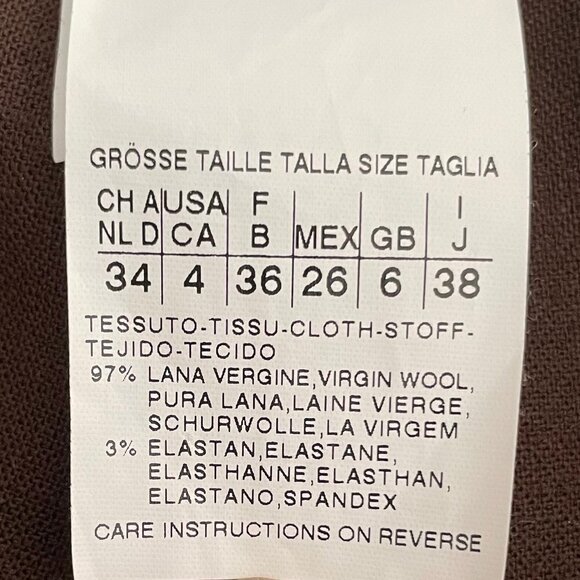 GRÖSSE TAILLE TALLA SIZE TAGLIA
CH A USA F I
NL D CA B MEX GB J
34 4 36 26 6 38
TESSUTO-TISSU-CLOTH-STOFF-
TEJIDO-TECIDO
97% LANA VERGINE,VIRGIN WOOL,
PURA LANA,LAINE VIERGE,
SCHURWOLLE,LA VIRGEM
3% ELASTAN,ELASTANE,
ELASTHANNE,ELASTHAN,
ELASTANO,SPANDEX
CARE INSTRUCTIONS ON REVERSE